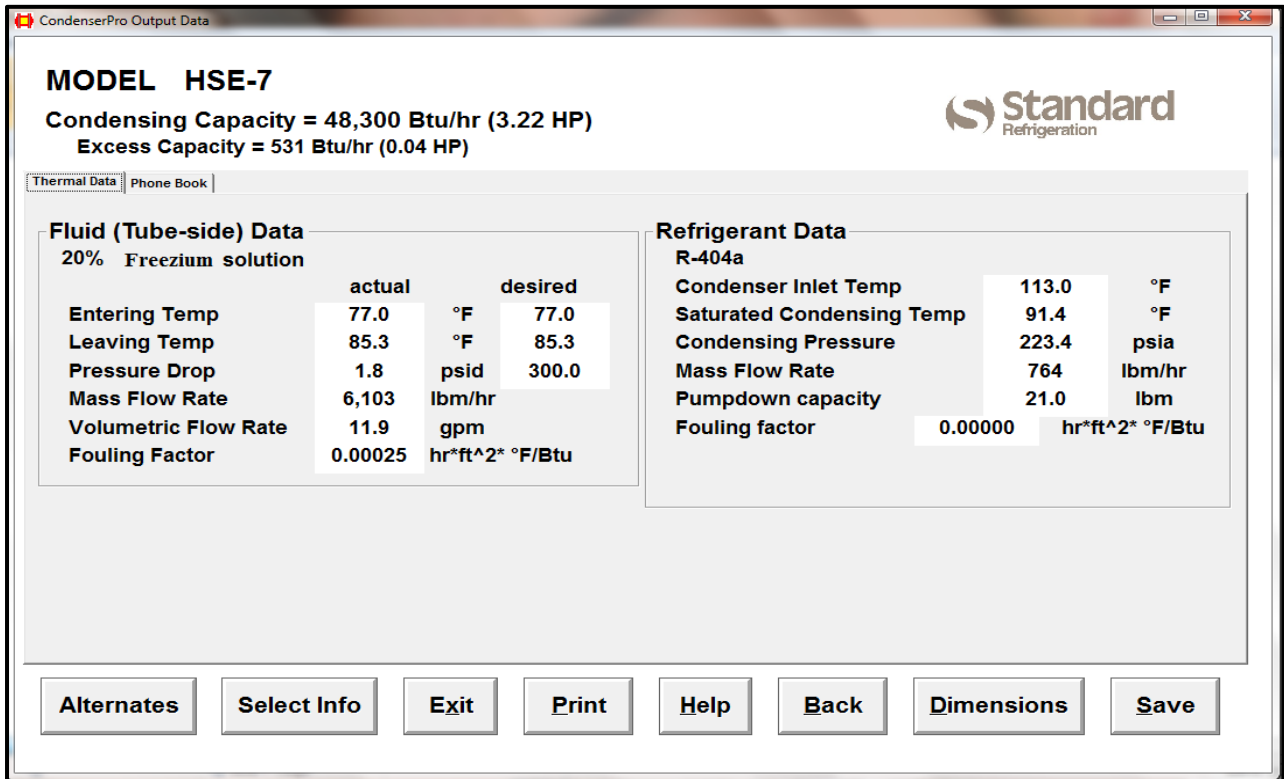 CondenserPro Output Data
MODEL HSE-7
Condensing Capacity = 48,300 Btu/hr (3.22 HP)
Excess Capacity = 531 Btu/hr (0.04 HP)
Standard
Refrigeration
Thermal Data Phone Book
Fluid (Tube-side) Data
20% Freezium solution
actual desired
Entering Temp 77.0 °F 77.0
Leaving Temp 85.3 °F 85.3
Pressure Drop 1.8 psid 300.0
Mass Flow Rate 6,103 lbm/hr
Volumetric Flow Rate 11.9 gpm
Fouling Factor 0.00025 hr*ft^2* °F/Btu
Refrigerant Data
R-404a
Condenser Inlet Temp 113.0 °F
Saturated Condensing Temp 91.4 °F
Condensing Pressure 223.4 psia
Mass Flow Rate 764 lbm/hr
Pumpdown capacity 21.0 lbm
Fouling factor 0.00000 hr*ft^2* °F/Btu
Alternates Select Info Exit Print Help Back Dimensions Save